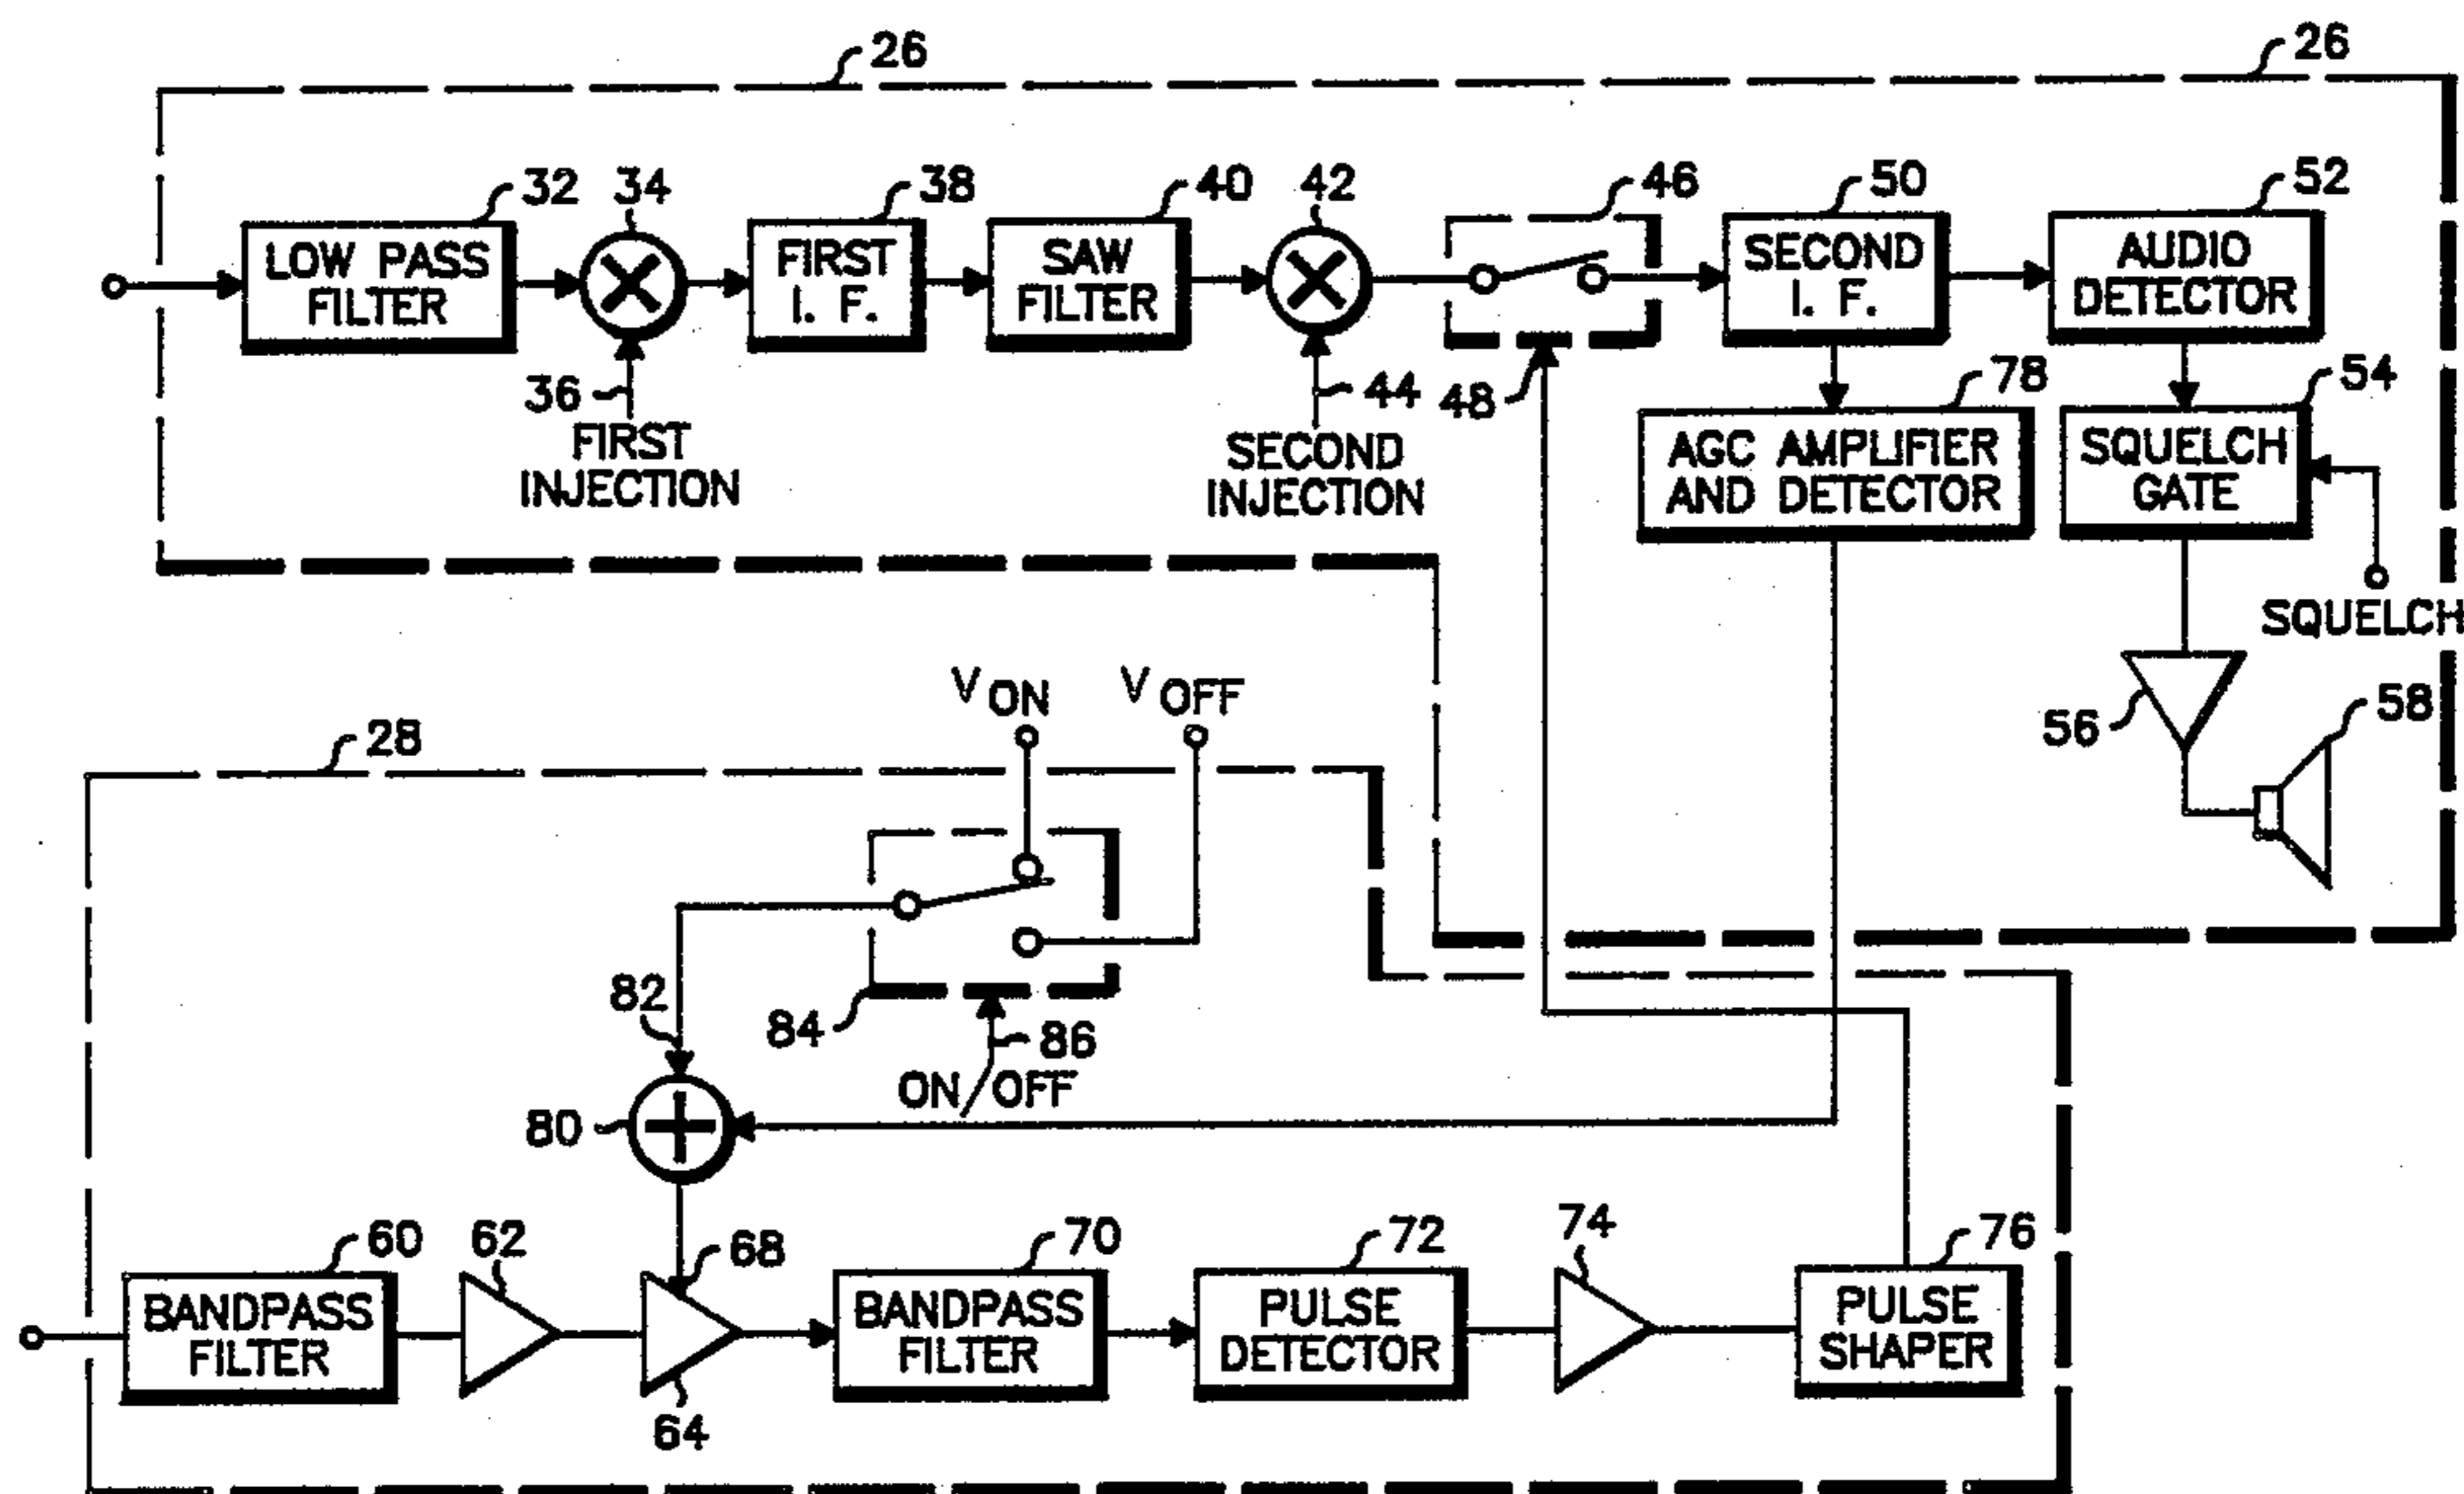 26
26
32
34
38
40
42
46
50
52
LOW PASS
FILTER
FIRST
I. F.
SAW
FILTER
SECOND
I. F.
AUDIO
DETECTOR
36
FIRST
INJECTION
44
SECOND
INJECTION
48
78
54
AGC AMPLIFIER
AND DETECTOR
SQUELCH
GATE
SQUELCH
56
58
28
V ON
V OFF
82
84
86
ON/OFF
80
60
62
68
64
70
72
74
76
BANDPASS
FILTER
BANDPASS
FILTER
PULSE
DETECTOR
PULSE
SHAPER